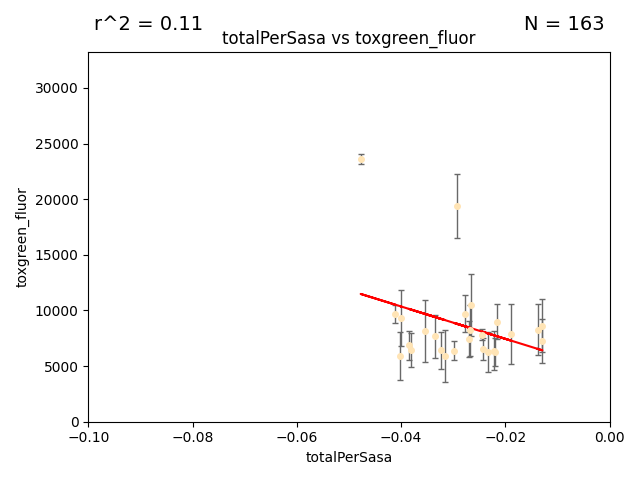 r^2 = 0.11
N = 163
totalPerSasa vs toxgreen_fluor
30000
25000
20000
15000
10000
5000
0
toxgreen_fluor
−0.10
−0.08
−0.06
−0.04
−0.02
0.00
totalPerSasa